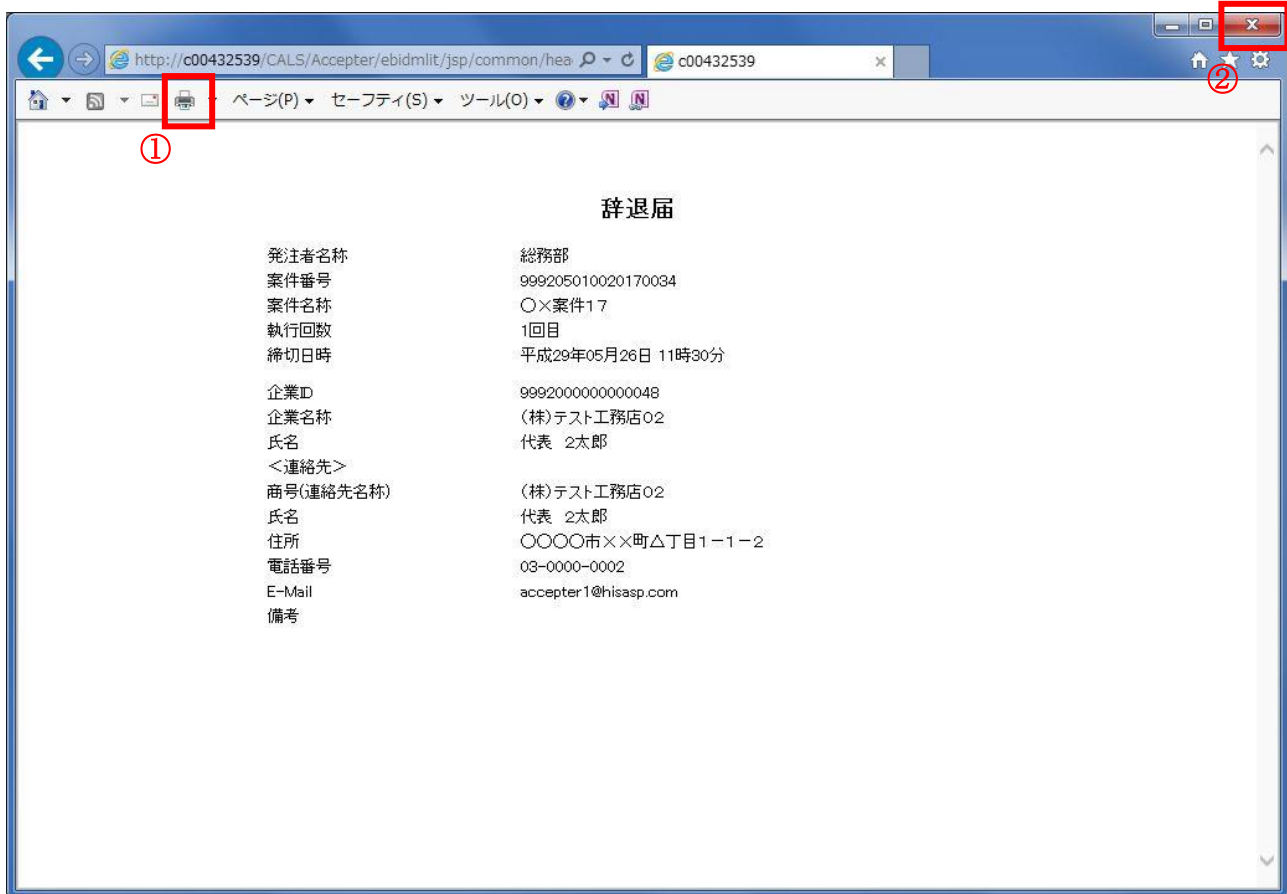 ②
http://c00432539/CALS/Accepter/ebidmlit/jsp/common/hea
c00432539
ページ(P) セーフティ(S) ツール(O)
①
辞退届
発注者名称 総務部
案件番号 999205010020170034
案件名称 〇×案件17
執行回数 1回目
締切日時 平成29年05月26日 11時30分
企業ID 9992000000000048
企業名称 (株)テスト工務店02
氏名 代表 2太郎
<連絡先>
商号(連絡先名称) (株)テスト工務店02
氏名 代表 2太郎
住所 〇〇〇〇市××町△丁目1-1-2
電話番号 03-0000-0002
E-Mail accepter1@hisasp.com
備考